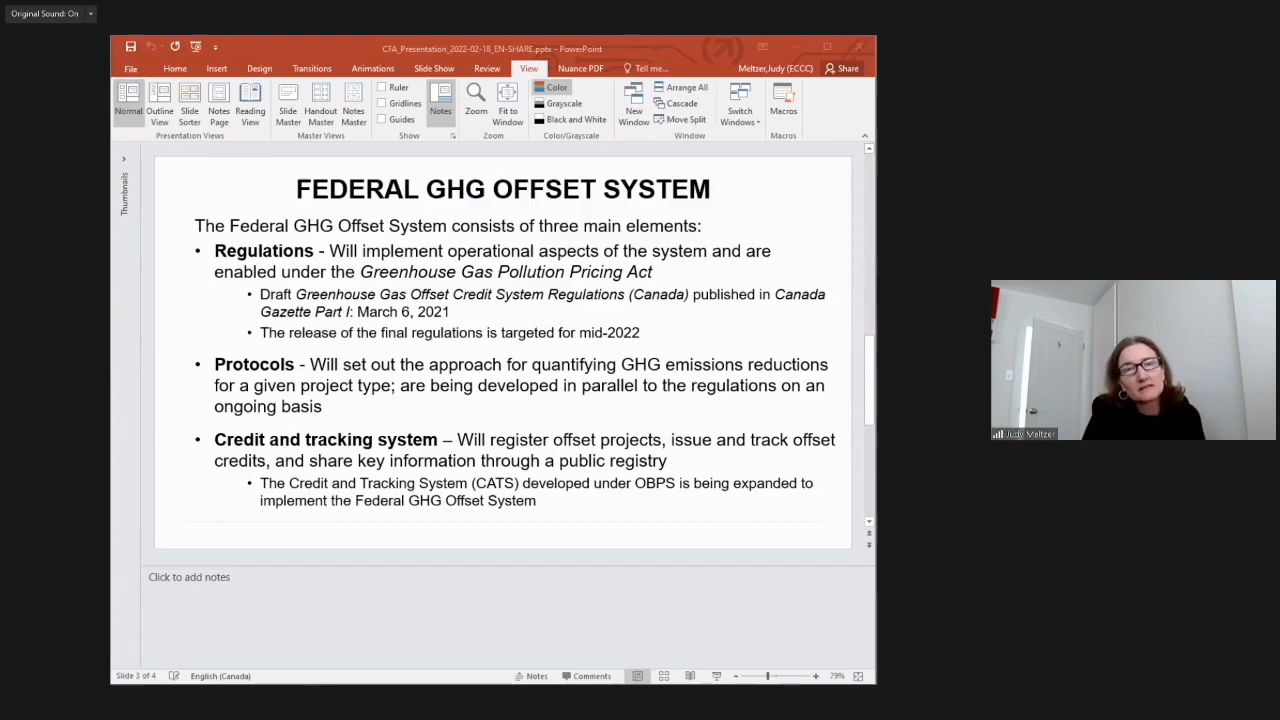 Original Sound: On
CFA_Presentation_2022-02-18_EN-SHARE.pptx - PowerPoint
File Home Insert Design Transitions Animations Slide Show Review View Nuance PDF Tell me... Meltzer,Judy (ECCC) Share
Normal Outline View Slide Sorter Notes Page Reading View
Presentation Views
Slide Master Handout Master Notes Master
Master Views
Ruler
Gridlines
Guides
Show
Notes
Zoom Fit to Window
Zoom
Color
Grayscale
Black and White
Color/Grayscale
New Window
Arrange All
Cascade
Move Split
Window
Switch Windows
Macros
Macros
Thumbnails
FEDERAL GHG OFFSET SYSTEM
The Federal GHG Offset System consists of three main elements:
• Regulations - Will implement operational aspects of the system and are
enabled under the Greenhouse Gas Pollution Pricing Act
• Draft Greenhouse Gas Offset Credit System Regulations (Canada) published in Canada
Gazette Part I: March 6, 2021
• The release of the final regulations is targeted for mid-2022
• Protocols - Will set out the approach for quantifying GHG emissions reductions
for a given project type; are being developed in parallel to the regulations on an
ongoing basis
• Credit and tracking system – Will register offset projects, issue and track offset
credits, and share key information through a public registry
• The Credit and Tracking System (CATS) developed under OBPS is being expanded to
implement the Federal GHG Offset System
Click to add notes
Slide 3 of 4 English (Canada) Notes Comments 79%
Judy Meltzer